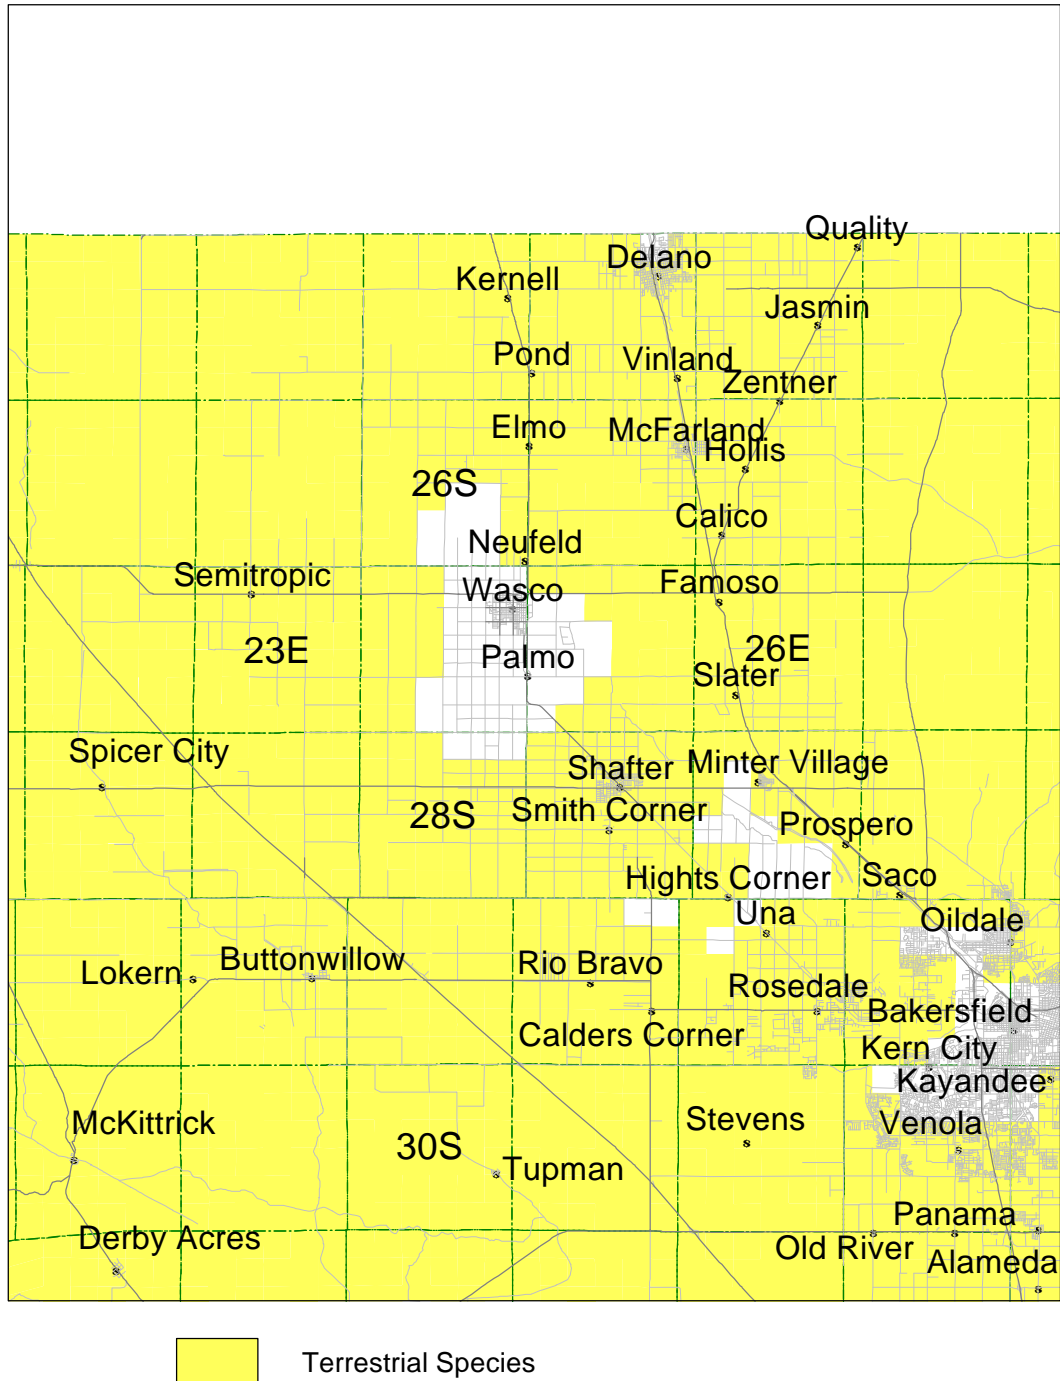 Quality
Delano
Kernell
Jasmin
Pond
Vinland
Zentner
Elmo
McFarland
Hollis
26S
Calico
Neufeld
Semitropic
Wasco
Famoso
23E
Palmo
26E
Slater
Spicer City
Shafter
Minter Village
28S
Smith Corner
Prospero
Hights Corner
Saco
Una
Oildale
Lokern
Buttonwillow
Rio Bravo
Rosedale
Bakersfield
Calders Corner
Kern City
Kayandee
McKittrick
Stevens
Venola
30S
Tupman
Panama
Derby Acres
Old River
Alameda
Terrestrial Species